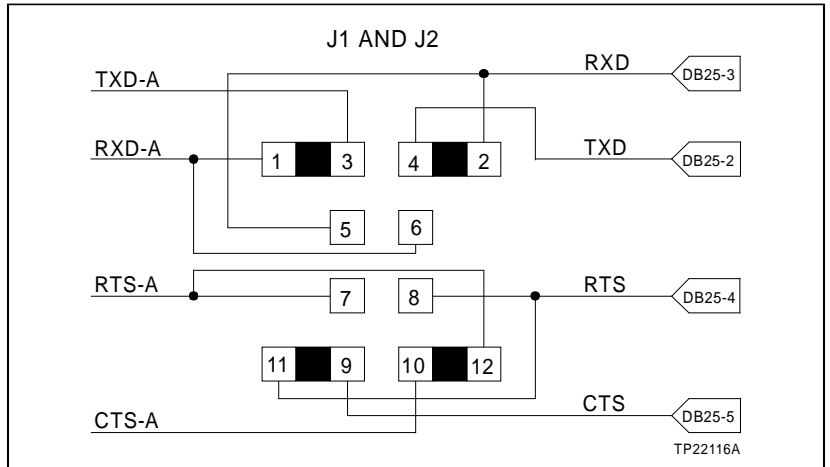 J1 AND J2
TXD-A
RXD
DB25-3
RXD-A
1
3
4
2
TXD
DB25-2
5
6
RTS-A
7
8
RTS
DB25-4
11
9
10
12
CTS-A
CTS
DB25-5
TP22116A